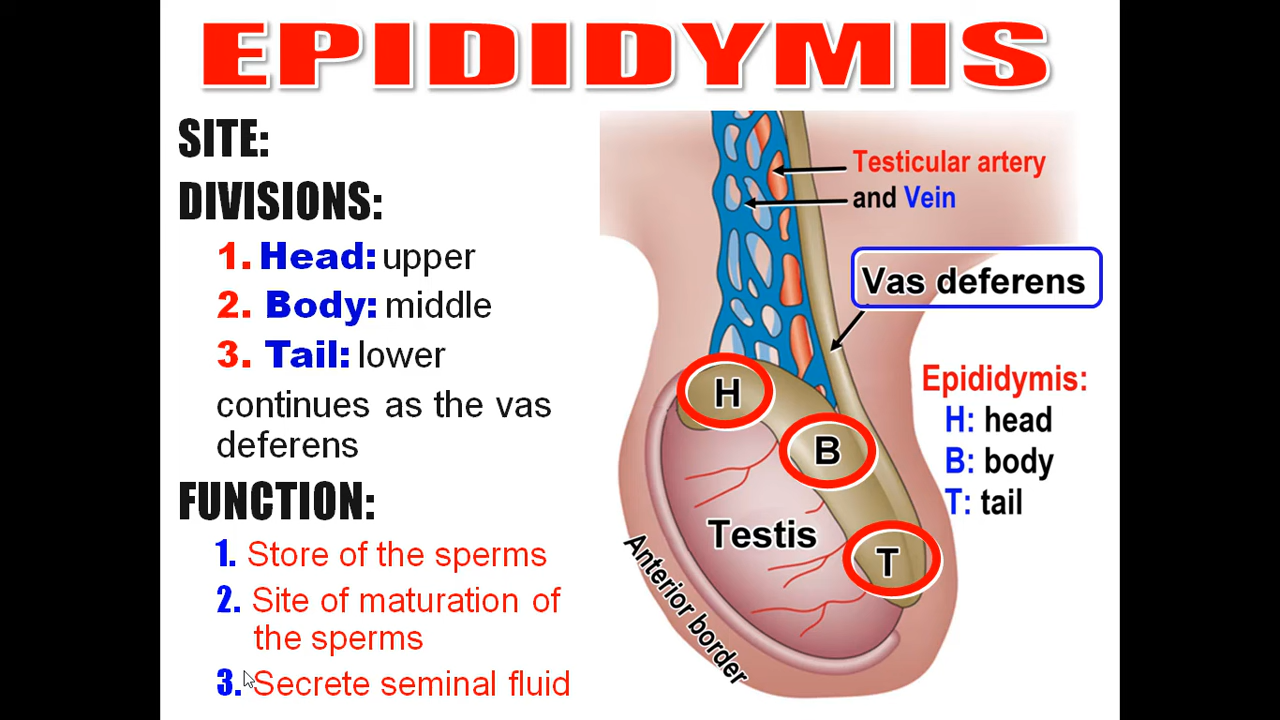 EPIDIDYMIS
SITE:
DIVISIONS:
1. Head: upper
2. Body: middle
3. Tail: lower
continues as the vas
deferens
FUNCTION:
1. Store of the sperms
2. Site of maturation of
the sperms
3. Secrete seminal fluid
Testicular artery
and Vein
Vas deferens
Epididymis:
H: head
B: body
T: tail
H
B
T
Testis
Anterior border